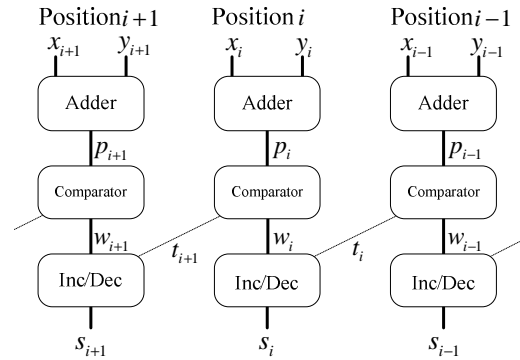 Position i+1 Position i Position i−1
x_{i+1} y_{i+1} x_i y_i x_{i-1} y_{i-1}
Adder Adder Adder
p_{i+1} p_i p_{i-1}
Comparator Comparator Comparator
w_{i+1} t_{i+1} w_i t_i w_{i-1}
Inc/Dec Inc/Dec Inc/Dec
s_{i+1} s_i s_{i-1}